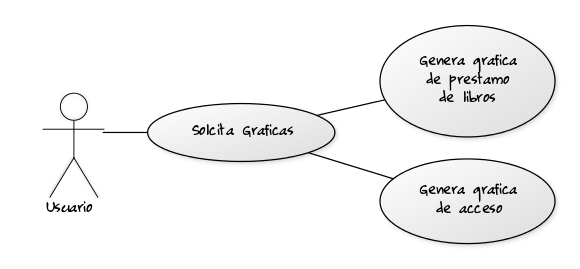 Genera grafica
de prestamo
de libros
Solcita Graficas
Genera grafica
de acceso
Usuario